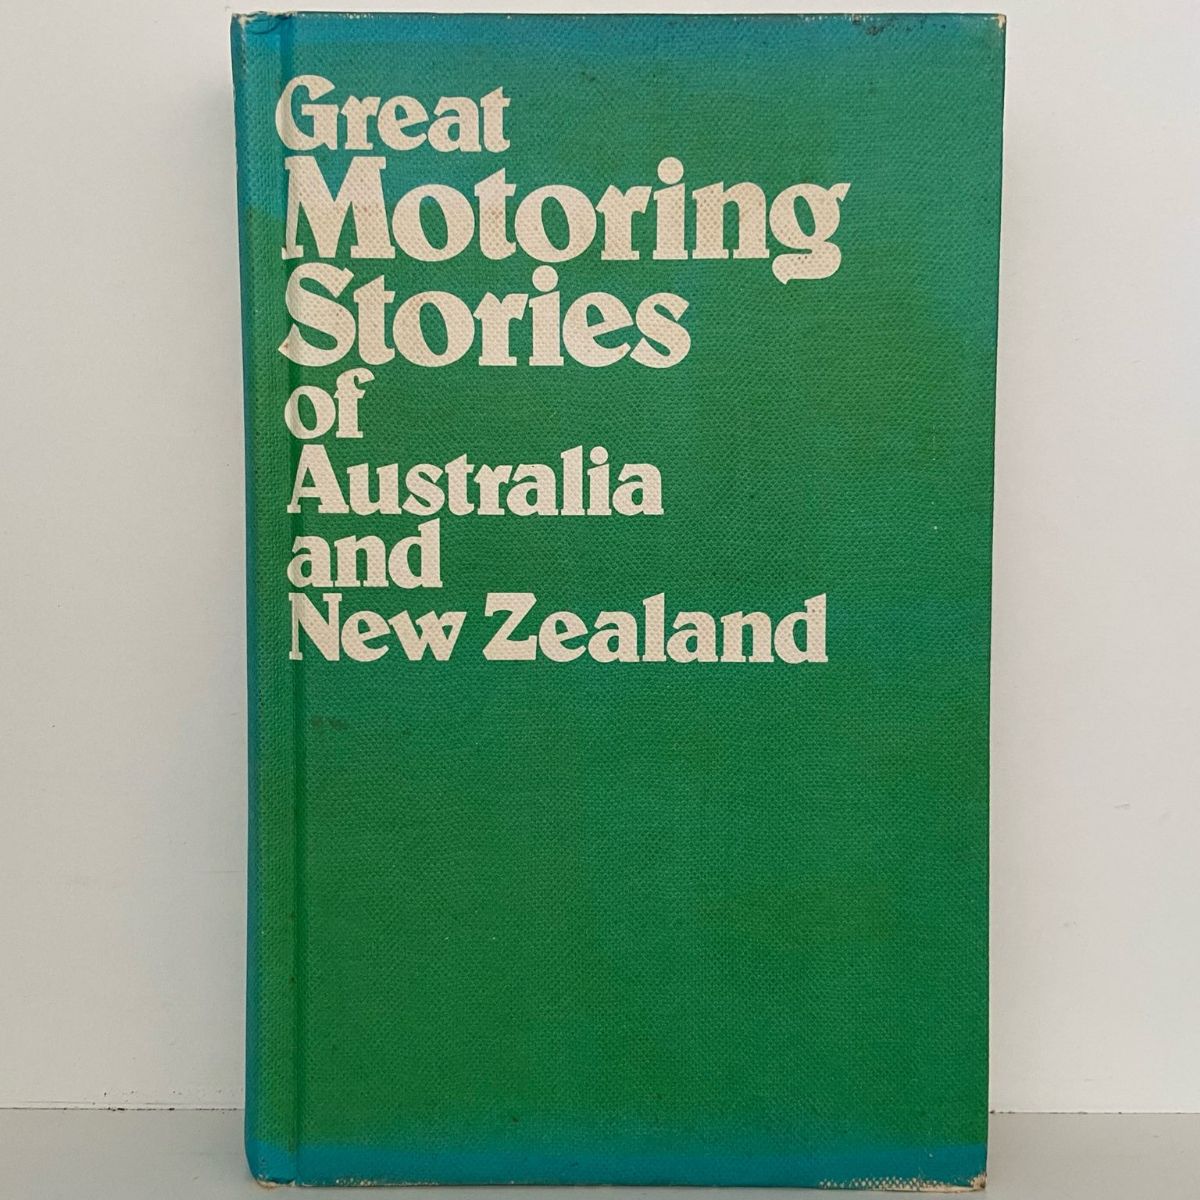 Great
Motoring
Stories
of
Australia
and
New Zealand